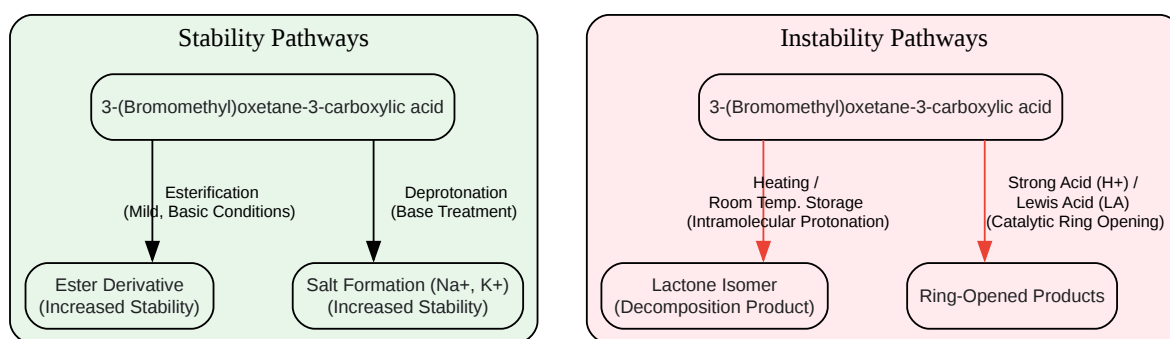 Stability Pathways
3-(Bromomethyl)oxetane-3-carboxylic acid
Esterification
(Mild, Basic Conditions)
Deprotonation
(Base Treatment)
Ester Derivative
(Increased Stability)
Salt Formation (Na+, K+)
(Increased Stability)
Instability Pathways
3-(Bromomethyl)oxetane-3-carboxylic acid
Heating /
Room Temp. Storage
(Intramolecular Protonation)
Strong Acid (H+) /
Lewis Acid (LA)
(Catalytic Ring Opening)
Lactone Isomer
(Decomposition Product)
Ring-Opened Products